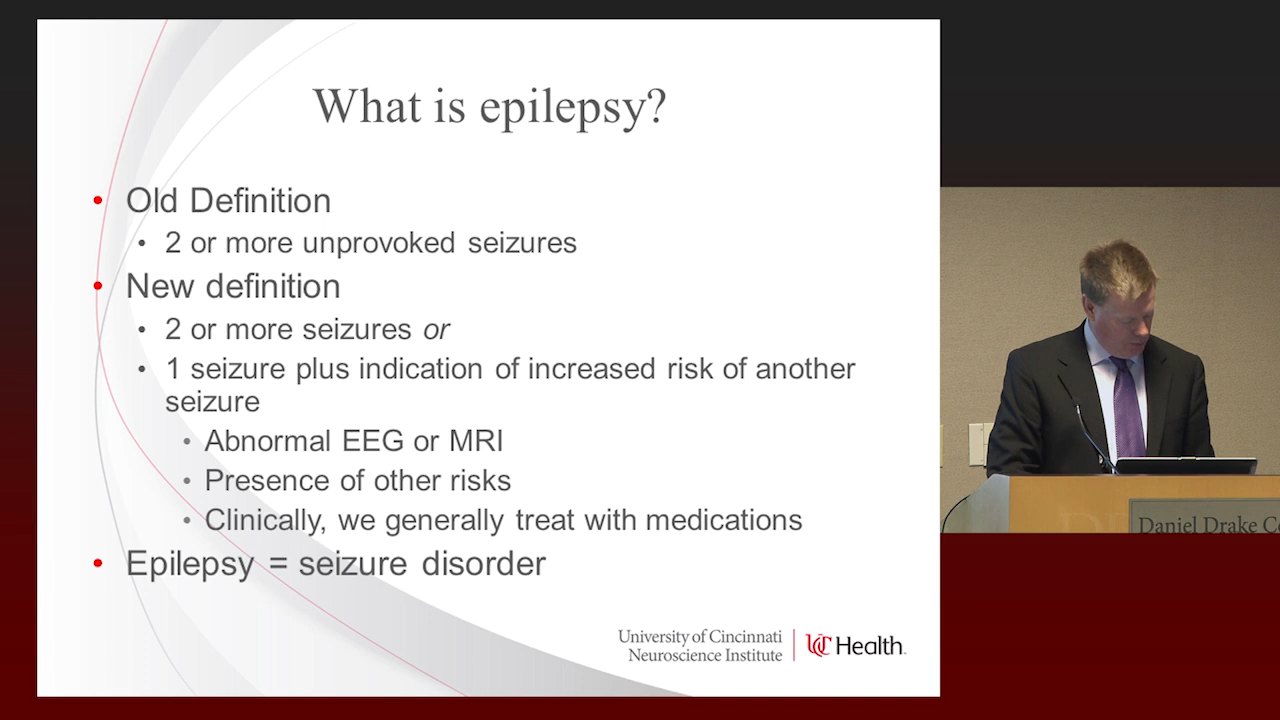 What is epilepsy?
• Old Definition
• 2 or more unprovoked seizures
• New definition
• 2 or more seizures or
• 1 seizure plus indication of increased risk of another
seizure
• Abnormal EEG or MRI
• Presence of other risks
• Clinically, we generally treat with medications
• Epilepsy = seizure disorder
University of Cincinnati
Neuroscience Institute
UC Health
Daniel Drake